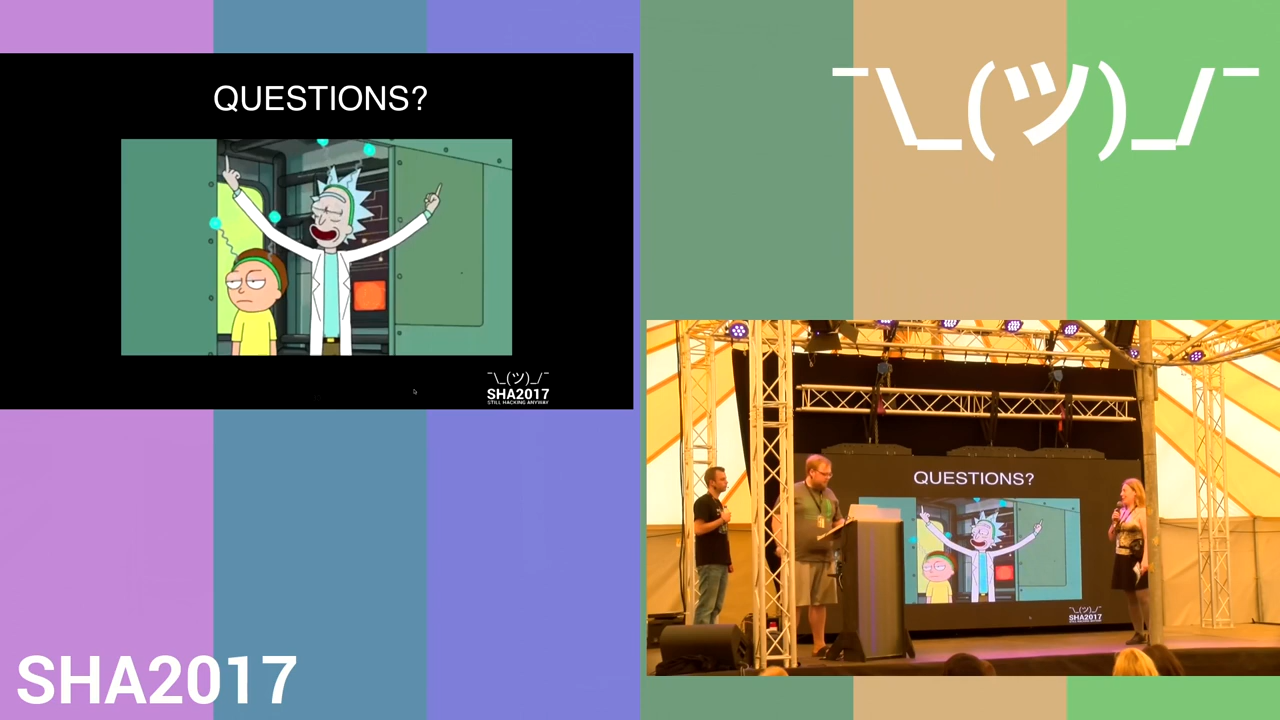 QUESTIONS?
¯\_(ツ)_/¯
SHA2017
STILL HACKING ANYWAY
¯\_(ツ)_/¯
QUESTIONS?
¯\_(ツ)_/¯
SHA2017
SHA2017